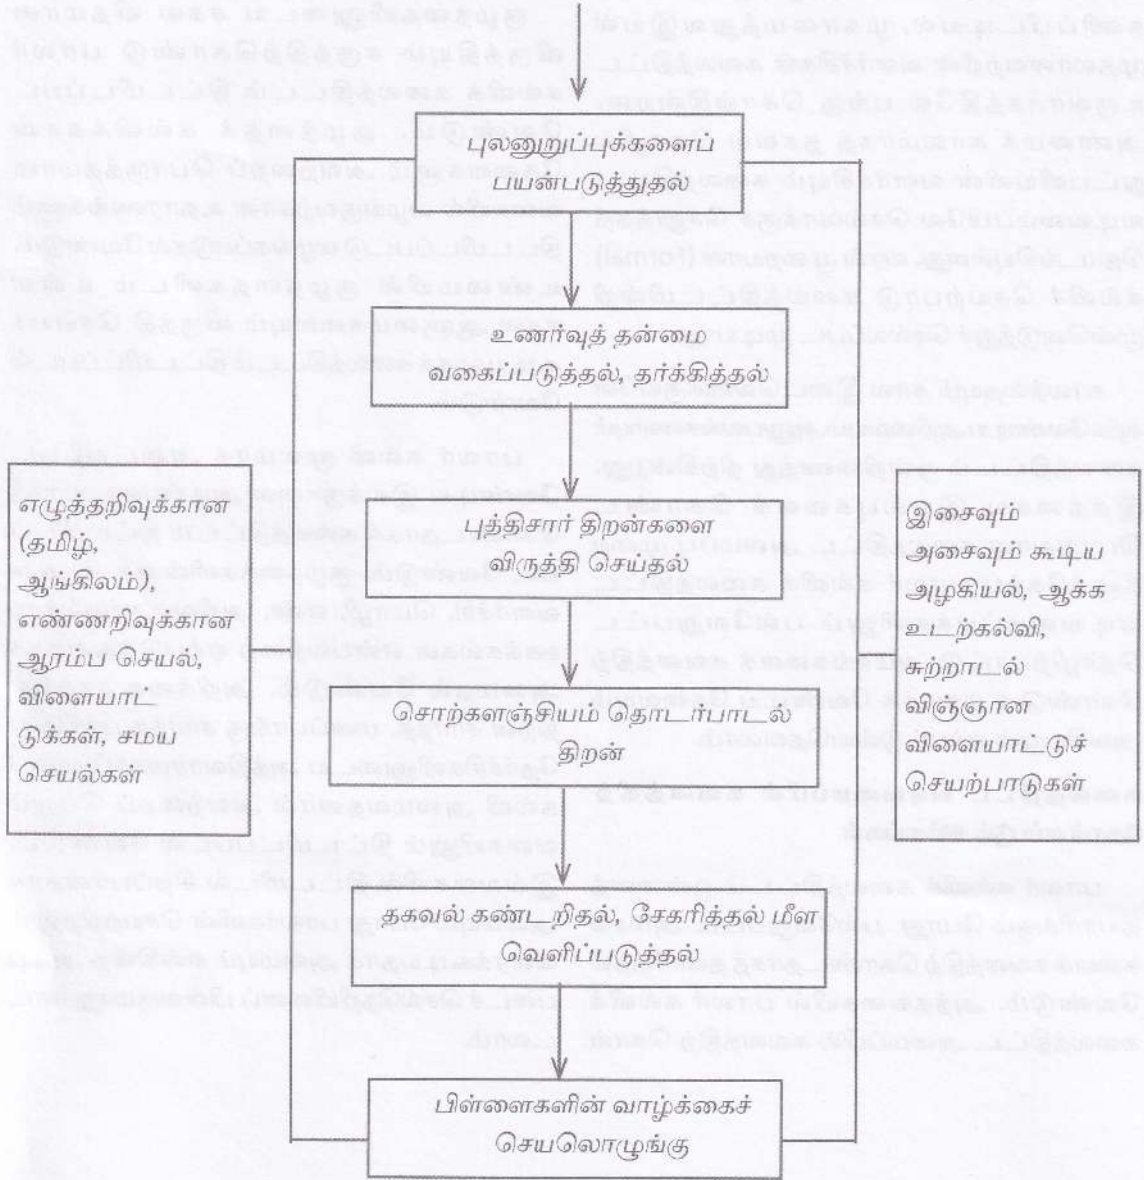 புலனுறுப்புக்களைப்
பயன்படுத்துதல்
உணர்வுத் தன்மை
வகைப்படுத்தல், தர்க்கித்தல்
புத்திசார் திறன்களை
விருத்தி செய்தல்
சொற்களஞ்சியம் தொடர்பாடல்
திறன்
தகவல் கண்டறிதல், சேகரித்தல் மீள
வெளிப்படுத்தல்
பிள்ளைகளின் வாழ்க்கைச்
செயலொழுங்கு
எழுத்தறிவுக்கான
(தமிழ்,
ஆங்கிலம்),
எண்ணறிவுக்கான
ஆரம்ப செயல்,
விளையாட்
டுக்கள், சமய
செயல்கள்
இசைவும்
அசைவும் கூடிய
அழகியல், ஆக்க
உடற்கல்வி,
சுற்றாடல்
விஞ்ஞான
விளையாட்டுச்
செயற்பாடுகள்